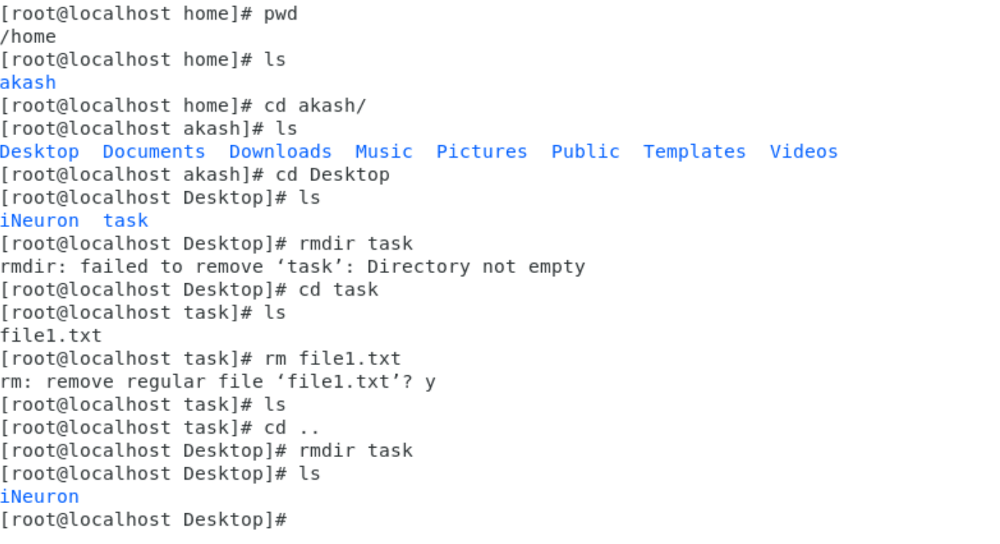 [root@localhost home]# pwd
/home
[root@localhost home]# ls
akash
[root@localhost home]# cd akash/
[root@localhost akash]# ls
Desktop  Documents  Downloads  Music  Pictures  Public  Templates  Videos
[root@localhost akash]# cd Desktop
[root@localhost Desktop]# ls
iNeuron  task
[root@localhost Desktop]# rmdir task
rmdir: failed to remove ‘task’: Directory not empty
[root@localhost Desktop]# cd task
[root@localhost task]# ls
file1.txt
[root@localhost task]# rm file1.txt
rm: remove regular file ‘file1.txt’? y
[root@localhost task]# ls
[root@localhost task]# cd ..
[root@localhost Desktop]# rmdir task
[root@localhost Desktop]# ls
iNeuron
[root@localhost Desktop]#